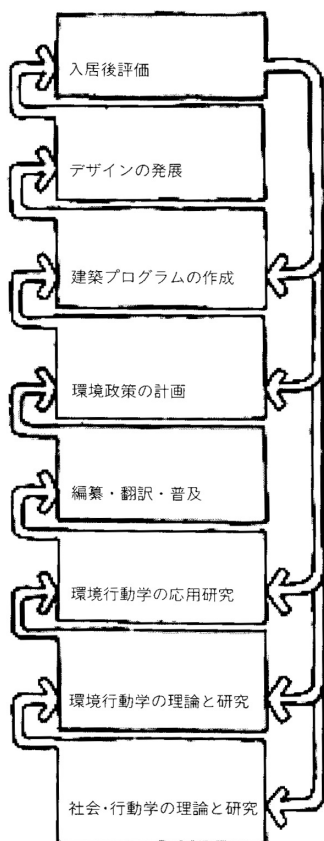 入居後評価
デザインの発展
建築プログラムの作成
環境政策の計画
編纂・翻訳・普及
環境行動学の応用研究
環境行動学の理論と研究
社会・行動学の理論と研究